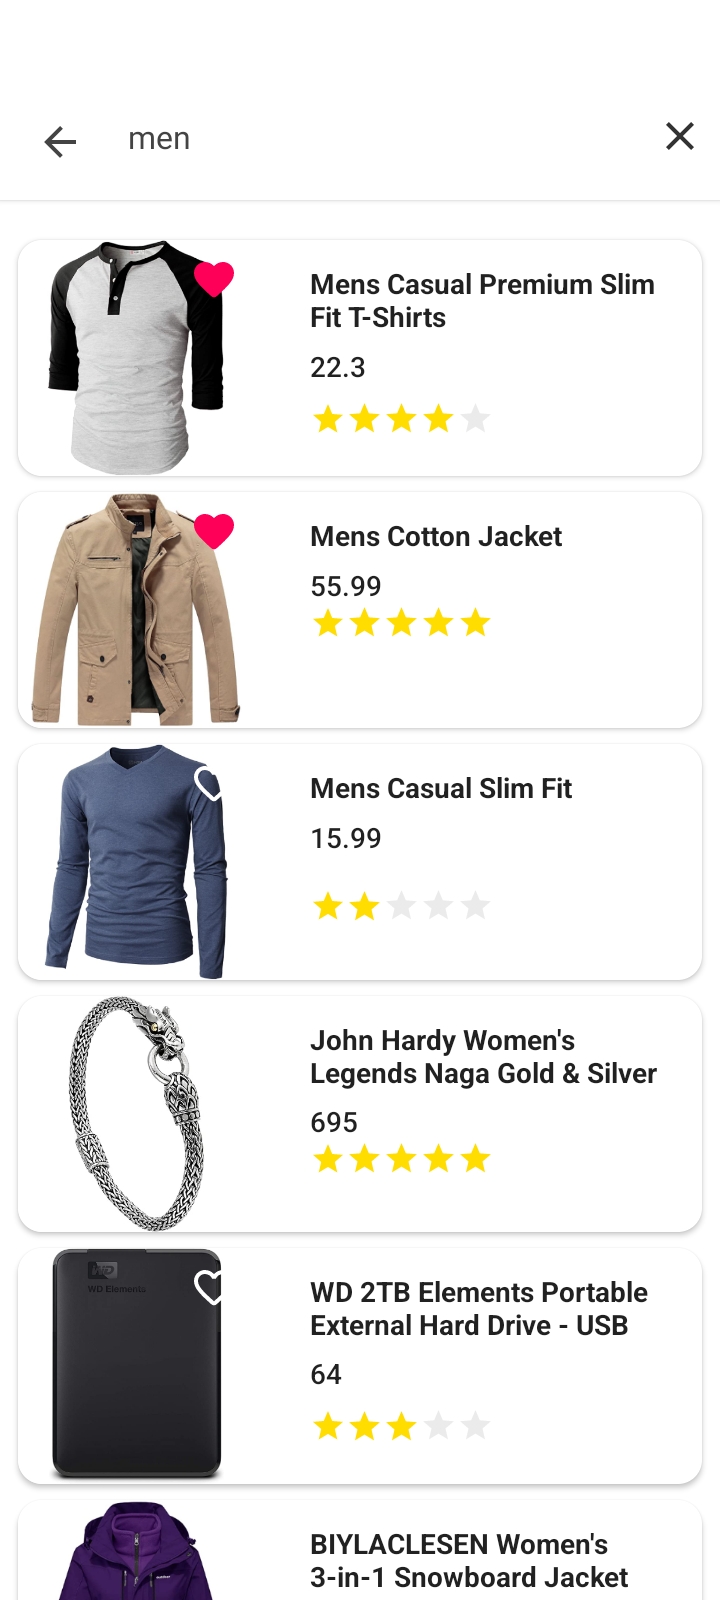 men
Mens Casual Premium Slim
Fit T-Shirts
22.3
Mens Cotton Jacket
55.99
Mens Casual Slim Fit
15.99
John Hardy Women's
Legends Naga Gold & Silver
695
WD
WD Elements
WD 2TB Elements Portable
External Hard Drive - USB
64
BIYLACLESEN Women's
3-in-1 Snowboard Jacket